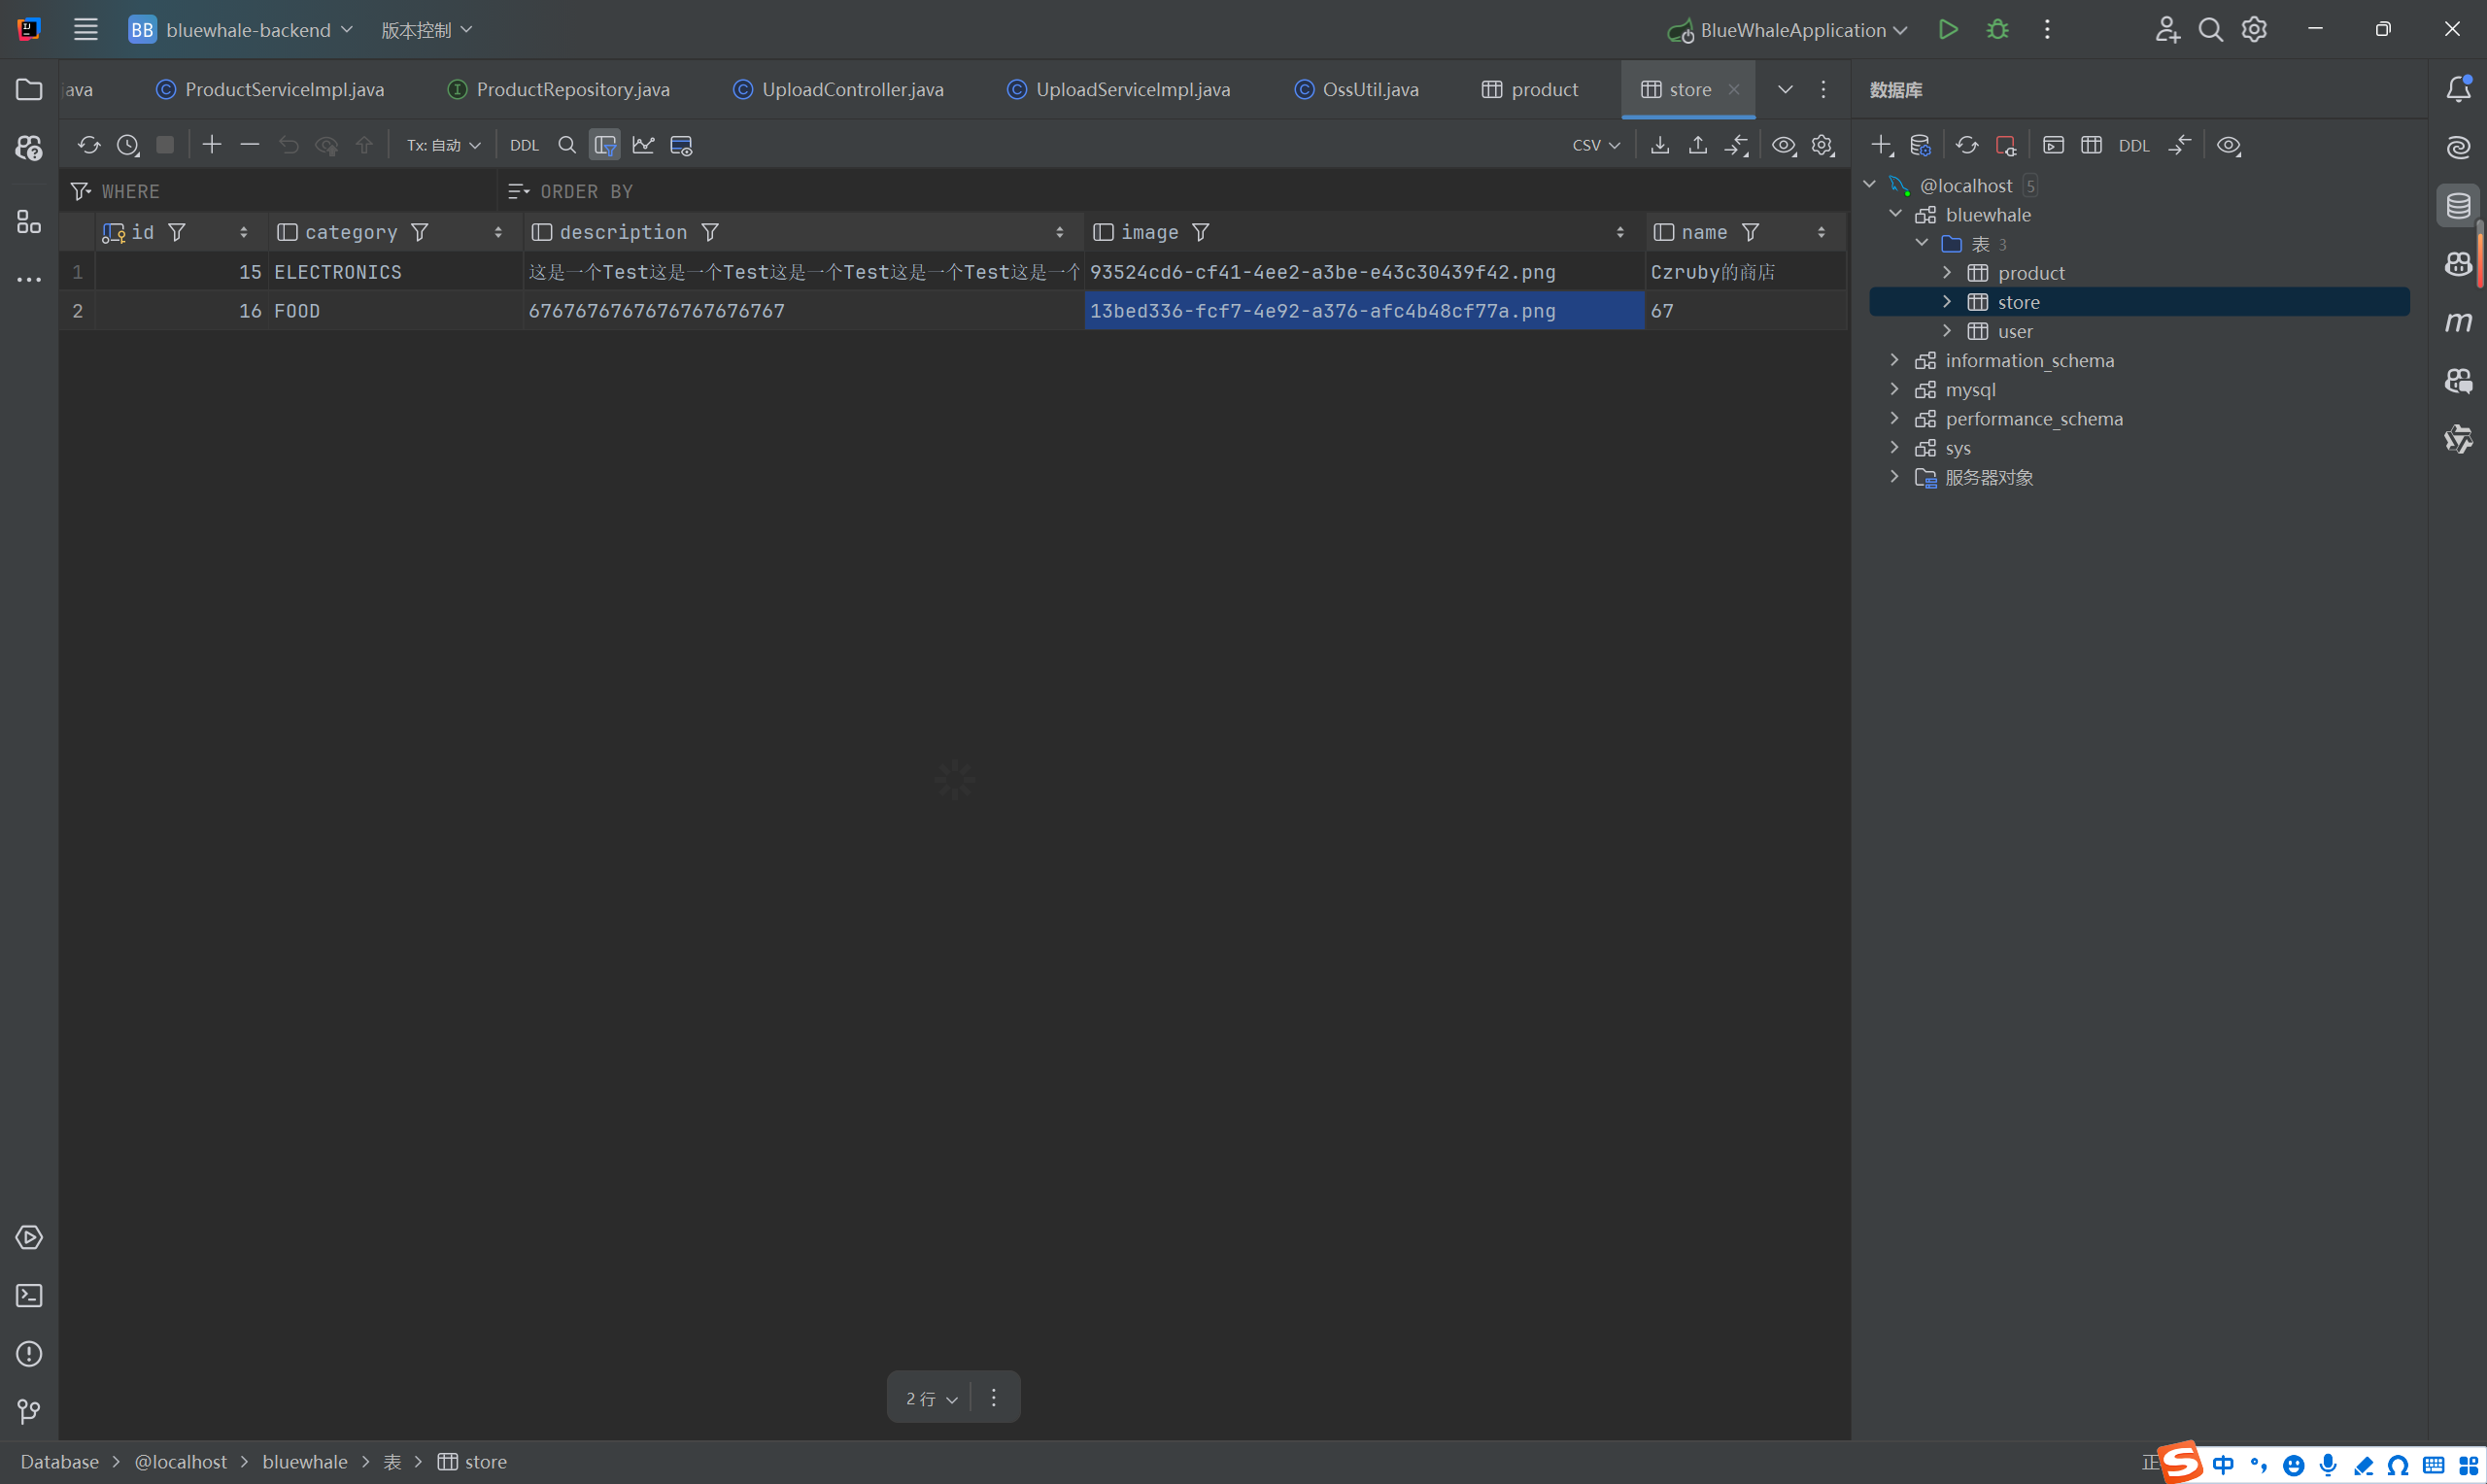 BB bluewhale-backend 版本控制 BlueWhaleApplication
java ProductServiceImpl.java ProductRepository.java UploadController.java UploadServiceImpl.java OssUtil.java product store 数据库
Tx: 自动 DDL CSV DDL
WHERE ORDER BY
id category description image name
1 15 ELECTRONICS 这是一个Test这是一个Test这是一个Test这是一个Test这是一个 93524cd6-cf41-4ee2-a3be-e43c30439f42.png Czruby的商店
2 16 FOOD 6767676767676767676767 13bed336-fcf7-4e92-a376-afc4b48cf77a.png 67
@localhost 5
bluewhale
表 3
product
store
user
information_schema
mysql
performance_schema
sys
服务器对象
2 行
Database > @localhost > bluewhale > 表 > store
正 S 中